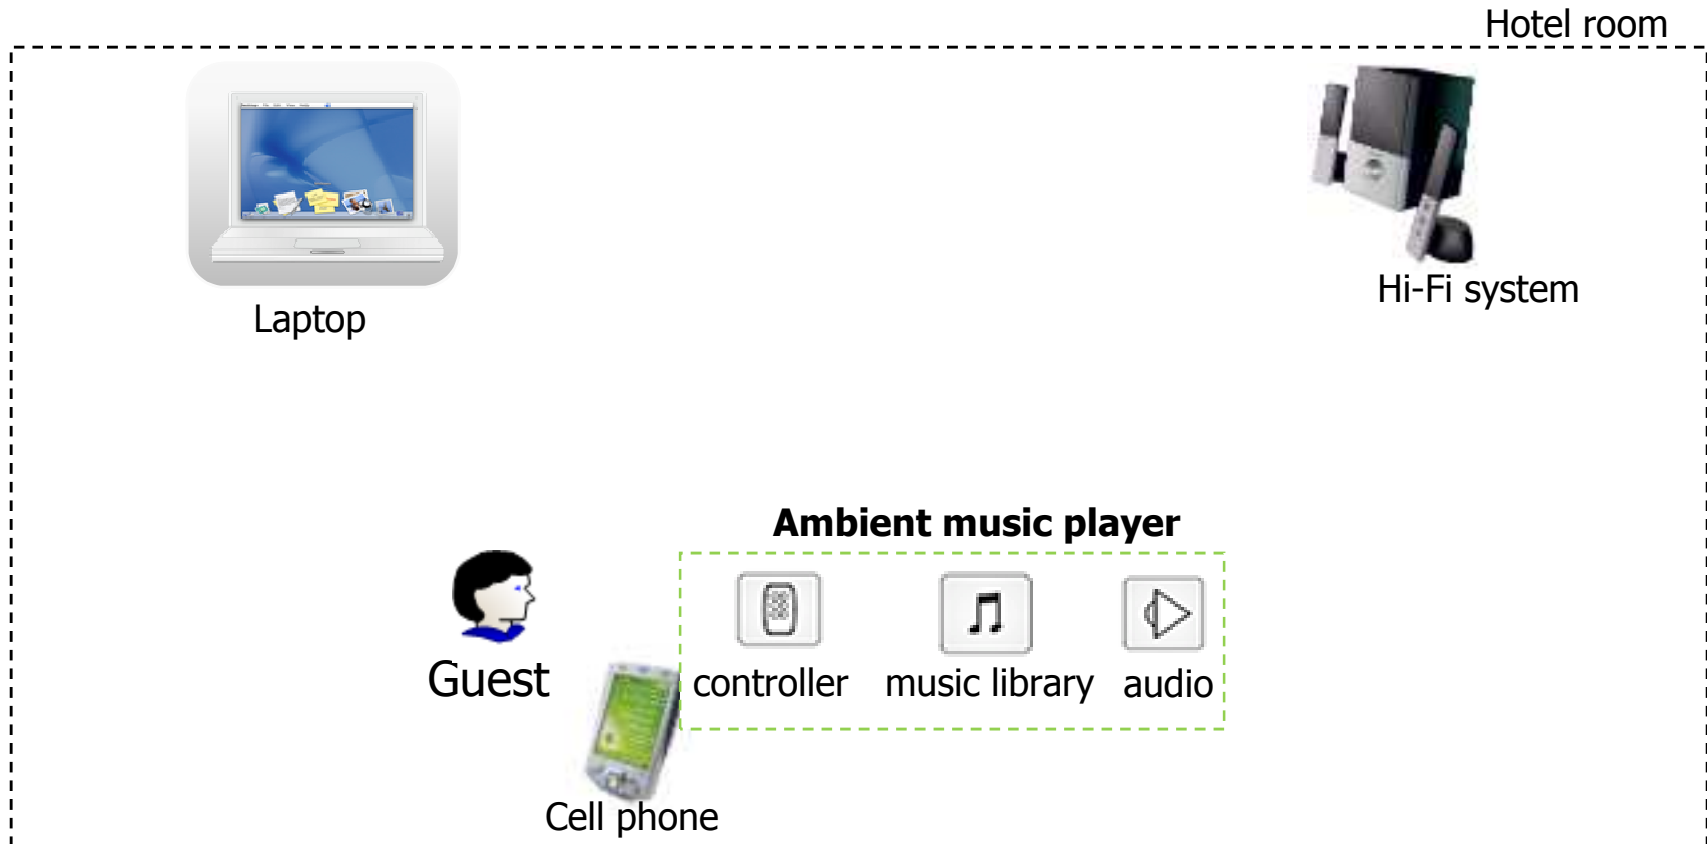 Hotel room
Laptop
Hi-Fi system
Ambient music player
Guest
controller
music library
audio
Cell phone